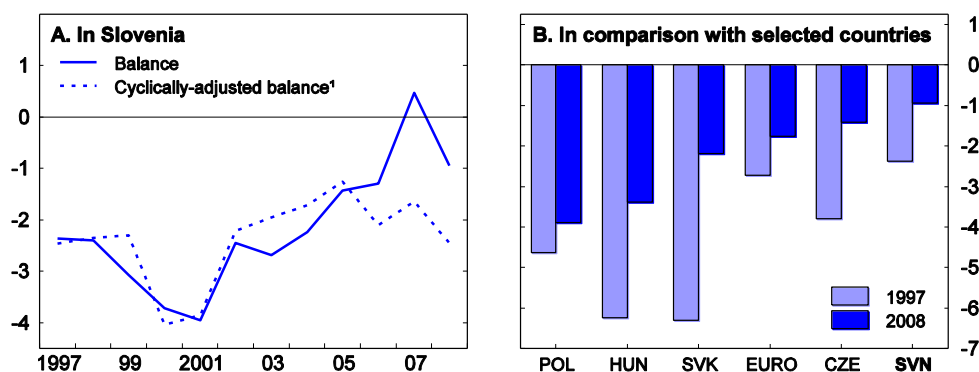 A. In Slovenia
Balance
Cyclically-adjusted balance¹
1
0
-1
-2
-3
-4
1997 99 2001 03 05 07
B. In comparison with selected countries
0
-1
-2
-3
-4
-5
-6
-7
1997
2008
POL HUN SVK EURO CZE SVN